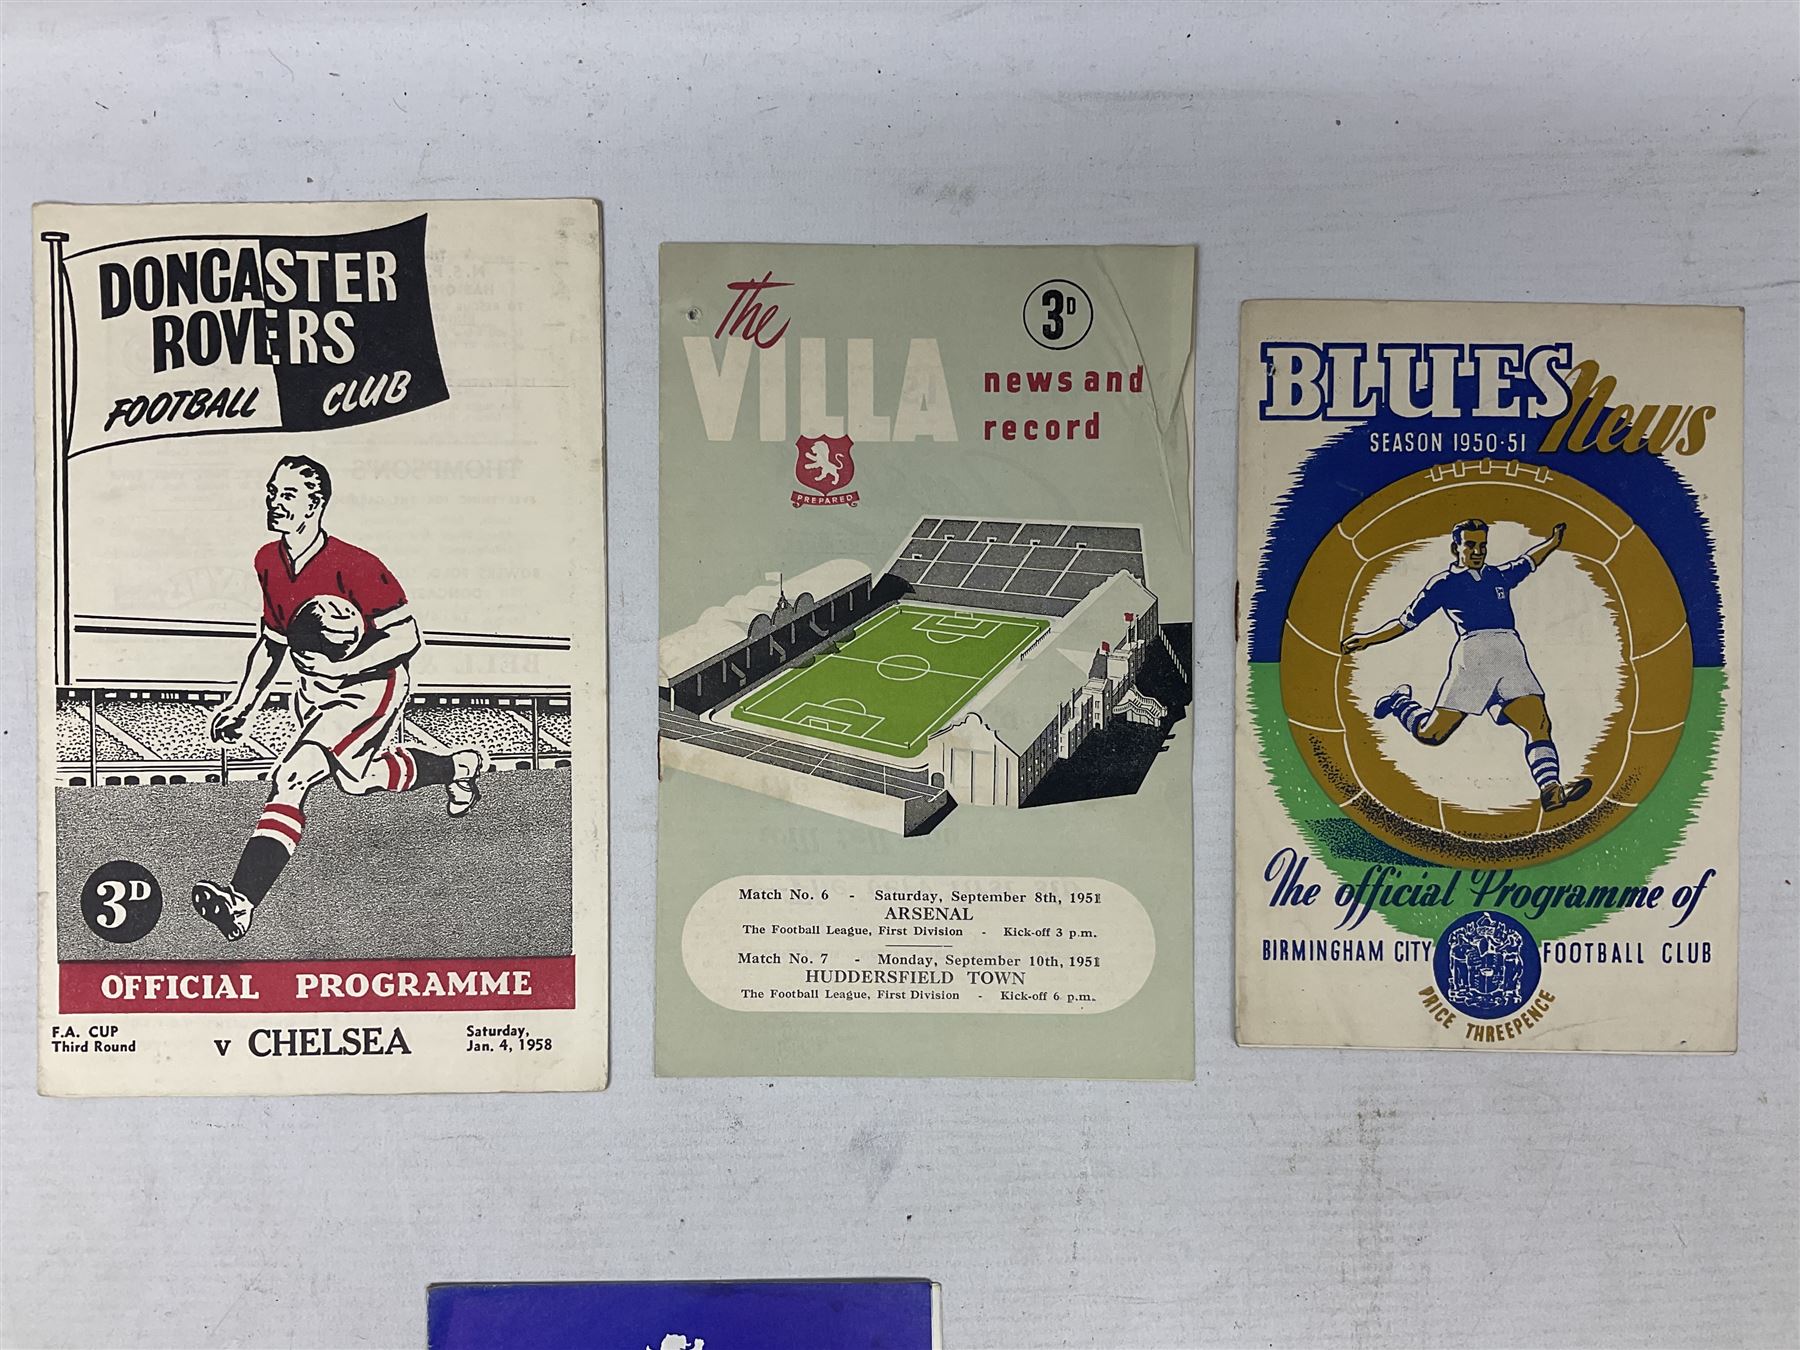 DONCASTER
ROVERS
FOOTBALL CLUB
3D
OFFICIAL PROGRAMME
F.A. CUP
Third Round
v CHELSEA
Saturday,
Jan. 4, 1958
The
VILLA
news and
record
3D
PREPARED
Match No. 6 - Saturday, September 8th, 1951
ARSENAL
The Football League, First Division - Kick-off 3 p.m.
Match No. 7 - Monday, September 10th, 1951
HUDDERSFIELD TOWN
The Football League, First Division - Kick-off 6 p.m.
BLUES News
SEASON 1950-51
The official Programme of
BIRMINGHAM CITY FOOTBALL CLUB
PRICE THREEPENCE